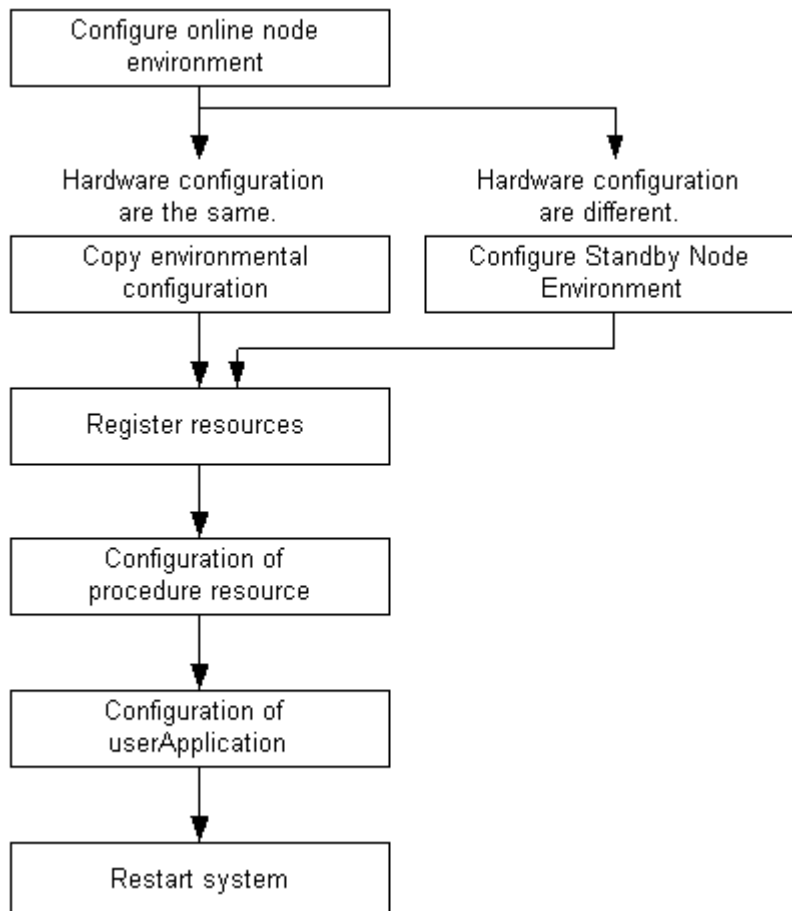 Configure online node
environment
Hardware configuration
are the same.
Hardware configuration
are different.
Copy environmental
configuration
Configure Standby Node
Environment
Register resources
Configuration of
procedure resource
Configuration of
userApplication
Restart system